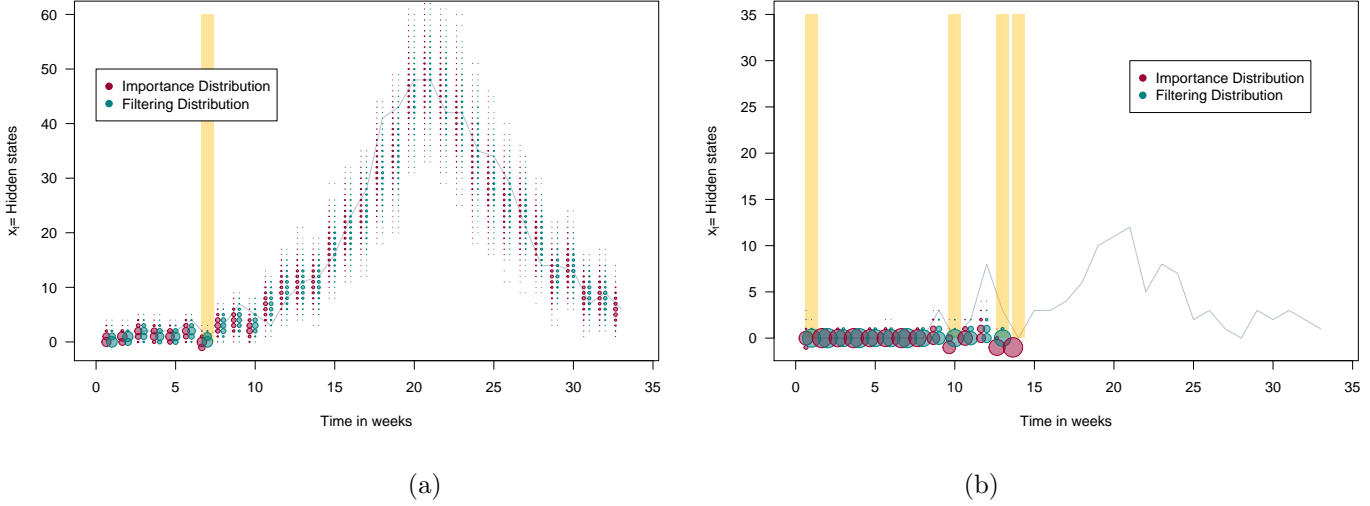 60
50
40
30
20
10
0
x_t= Hidden states
Importance Distribution
Filtering Distribution
0 5 10 15 20 25 30 35
Time in weeks
(a)
35
30
25
20
15
10
5
0
x_t= Hidden states
Importance Distribution
Filtering Distribution
0 5 10 15 20 25 30 35
Time in weeks
(b)